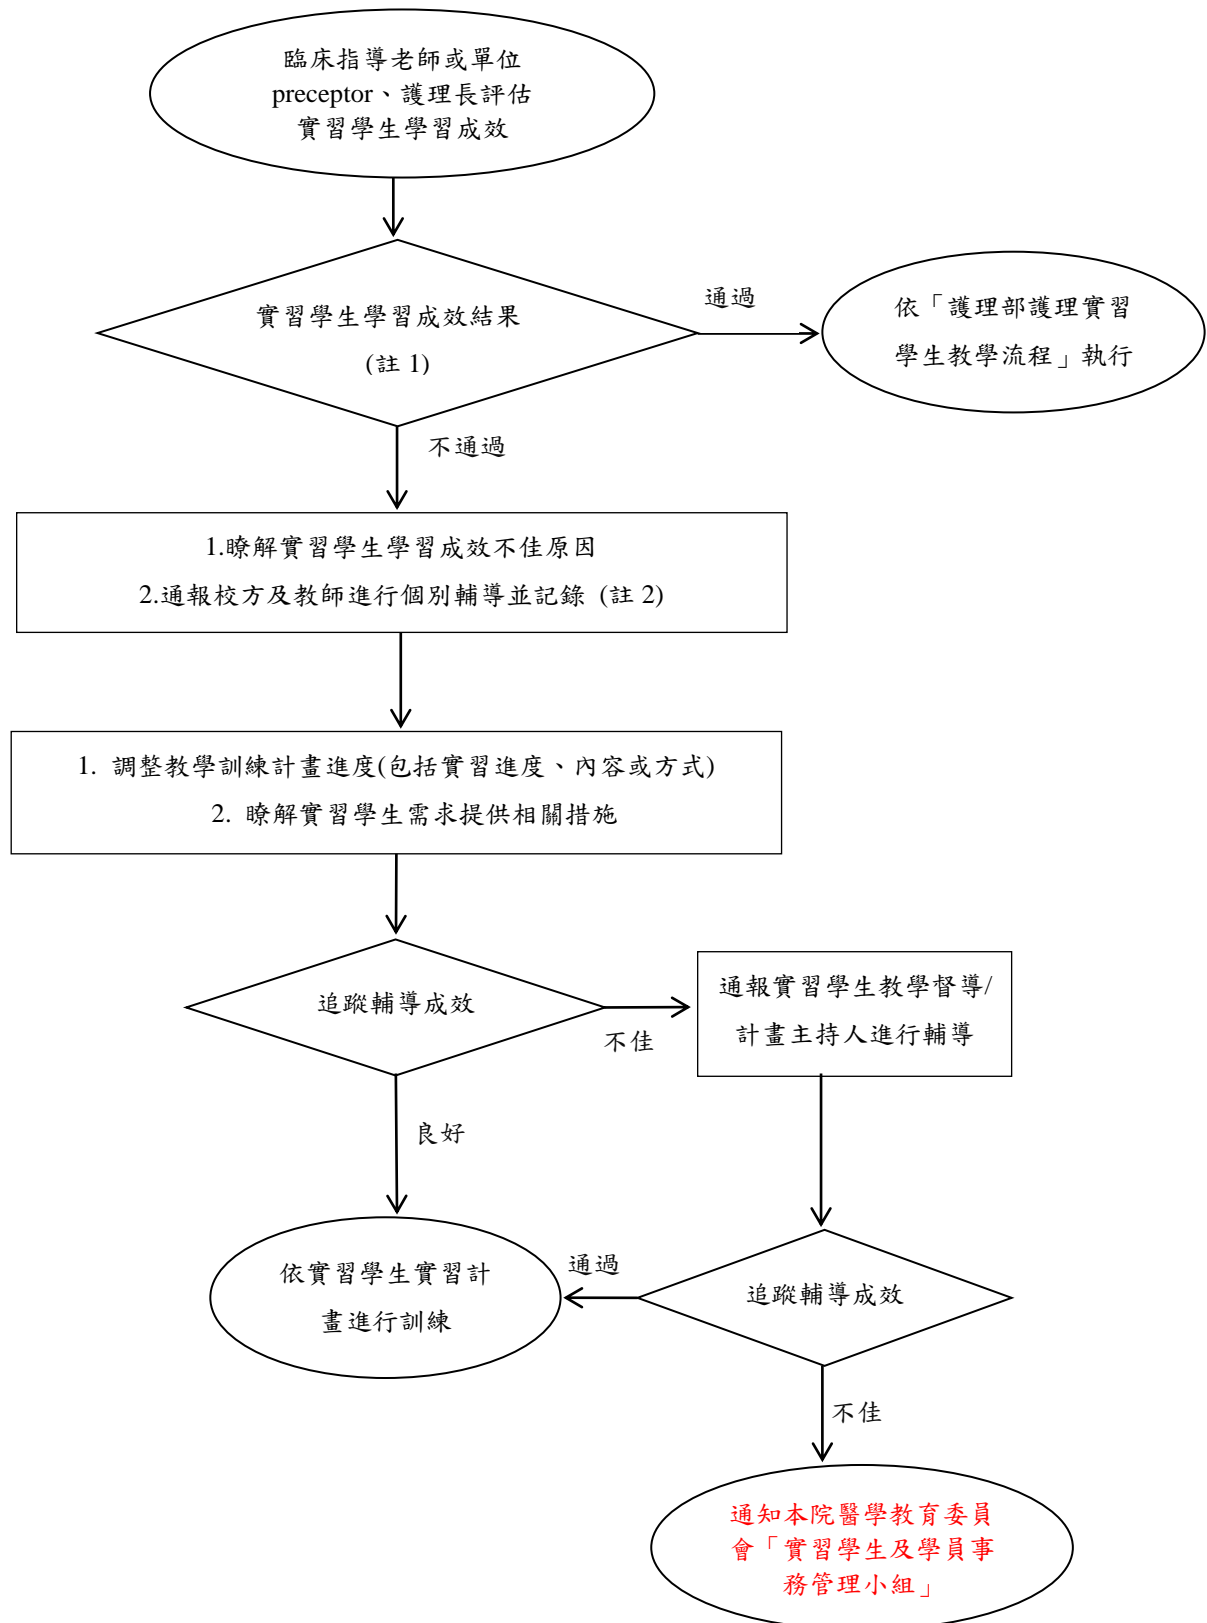 臨床指導老師或單位
preceptor、護理長評估
實習學生學習成效
實習學生學習成效結果
(註 1)
通過
依「護理部護理實習
學生教學流程」執行
不通過
1.瞭解實習學生學習成效不佳原因
2.通報校方及教師進行個別輔導並記錄 (註 2)
1. 調整教學訓練計畫進度(包括實習進度、內容或方式)
2. 瞭解實習學生需求提供相關措施
追蹤輔導成效
不佳
通報實習學生教學督導/
計畫主持人進行輔導
良好
依實習學生實習計
畫進行訓練
通過
追蹤輔導成效
不佳
通知本院醫學教育委員
會「實習學生及學員事
務管理小組」